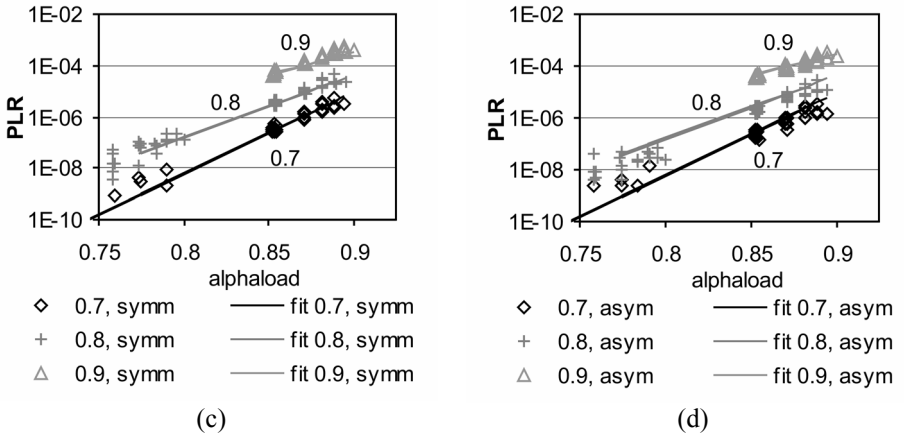 1E-02
1E-04
1E-06
1E-08
1E-10
PLR
0.9
0.8
0.7
0.75 0.8 0.85 0.9
alphaload
0.7, symm fit 0.7, symm
0.8, symm fit 0.8, symm
0.9, symm fit 0.9, symm
(c)
1E-02
1E-04
1E-06
1E-08
1E-10
PLR
0.9
0.8
0.7
0.75 0.8 0.85 0.9
alphaload
0.7, asym fit 0.7, asym
0.8, asym fit 0.8, asym
0.9, asym fit 0.9, asym
(d)